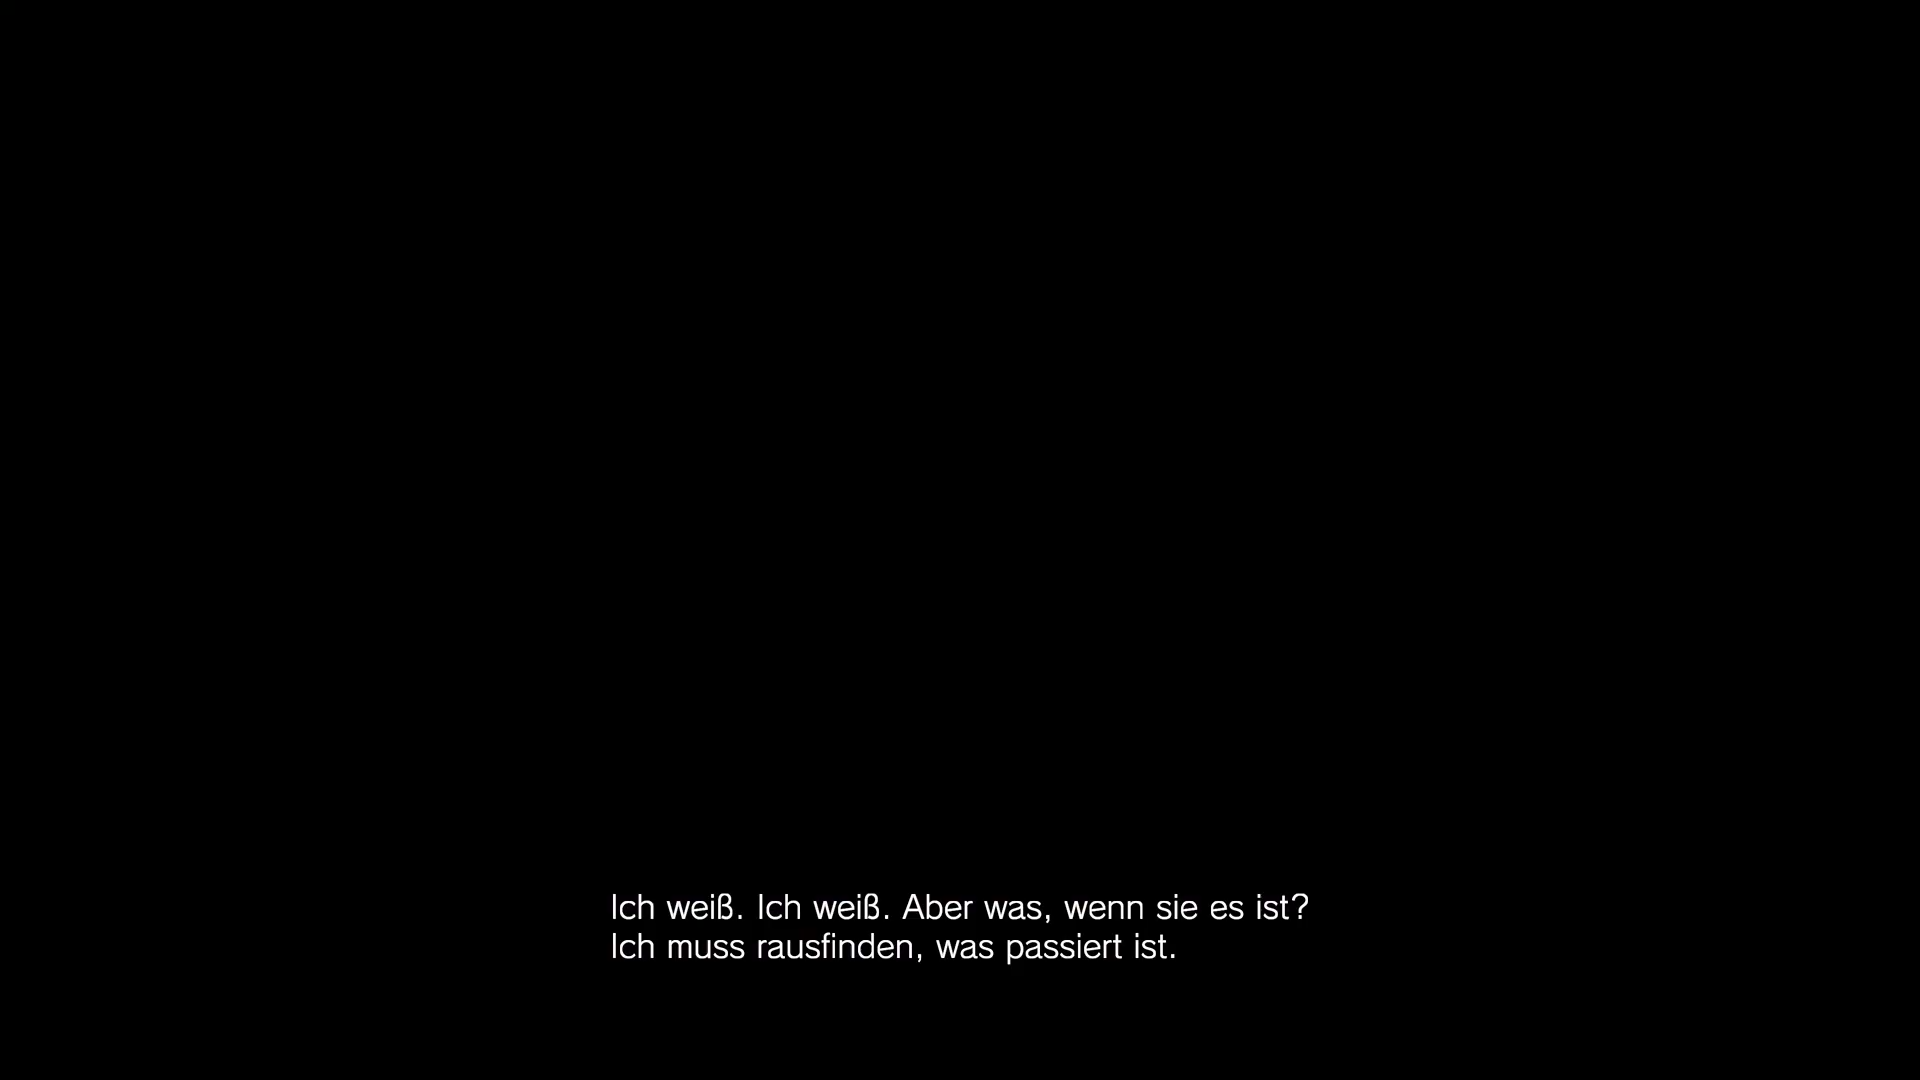 Ich weiß. Ich weiß. Aber was, wenn sie es ist?
Ich muss rausfinden, was passiert ist.